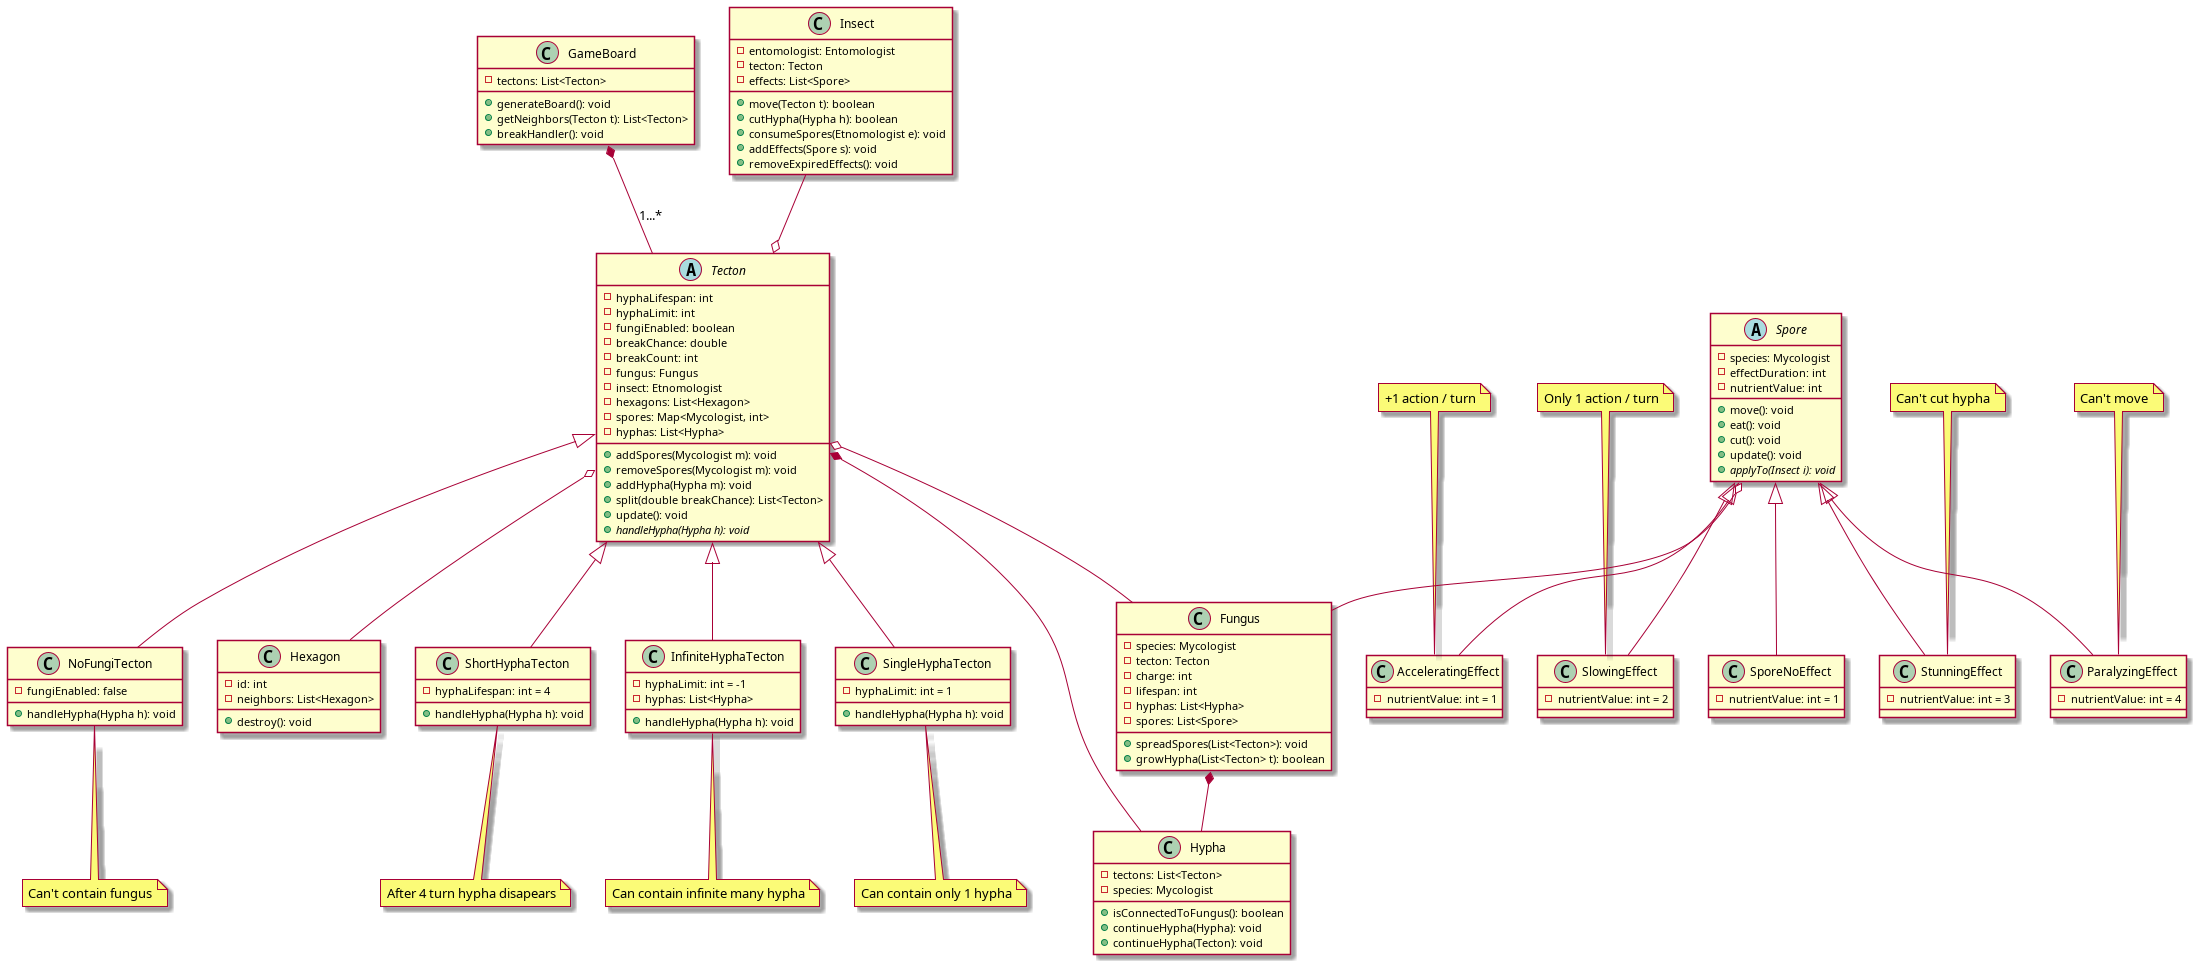 C GameBoard
tectons: List<Tecton>
generateBoard(): void
getNeighbors(Tecton t): List<Tecton>
breakHandler(): void
C Insect
entomologist: Entomologist
tecton: Tecton
effects: List<Spore>
move(Tecton t): boolean
cutHypha(Hypha h): boolean
consumeSpores(Etnomologist e): void
addEffects(Spore s): void
removeExpiredEffects(): void
1...*
A Tecton
hyphaLifespan: int
hyphaLimit: int
fungiEnabled: boolean
breakChance: double
breakCount: int
fungus: Fungus
insect: Etnomologist
hexagons: List<Hexagon>
spores: Map<Mycologist, int>
hyphas: List<Hypha>
addSpores(Mycologist m): void
removeSpores(Mycologist m): void
addHypha(Hypha m): void
split(double breakChance): List<Tecton>
update(): void
handleHypha(Hypha h): void
A Spore
species: Mycologist
effectDuration: int
nutrientValue: int
move(): void
eat(): void
cut(): void
update(): void
applyTo(Insect i): void
+1 action / turn
Only 1 action / turn
Can't cut hypha
Can't move
C NoFungiTecton
fungiEnabled: false
handleHypha(Hypha h): void
C Hexagon
id: int
neighbors: List<Hexagon>
destroy(): void
C ShortHyphaTecton
hyphaLifespan: int = 4
handleHypha(Hypha h): void
C InfiniteHyphaTecton
hyphaLimit: int = -1
hyphas: List<Hypha>
handleHypha(Hypha h): void
C SingleHyphaTecton
hyphaLimit: int = 1
handleHypha(Hypha h): void
C Fungus
species: Mycologist
tecton: Tecton
charge: int
lifespan: int
hyphas: List<Hypha>
spores: List<Spore>
spreadSpores(List<Tecton>): void
growHypha(List<Tecton> t): boolean
C AcceleratingEffect
nutrientValue: int = 1
C SlowingEffect
nutrientValue: int = 2
C SporeNoEffect
nutrientValue: int = 1
C StunningEffect
nutrientValue: int = 3
C ParalyzingEffect
nutrientValue: int = 4
Can't contain fungus
After 4 turn hypha disapears
Can contain infinite many hypha
Can contain only 1 hypha
C Hypha
tectons: List<Tecton>
species: Mycologist
isConnectedToFungus(): boolean
continueHypha(Hypha): void
continueHypha(Tecton): void